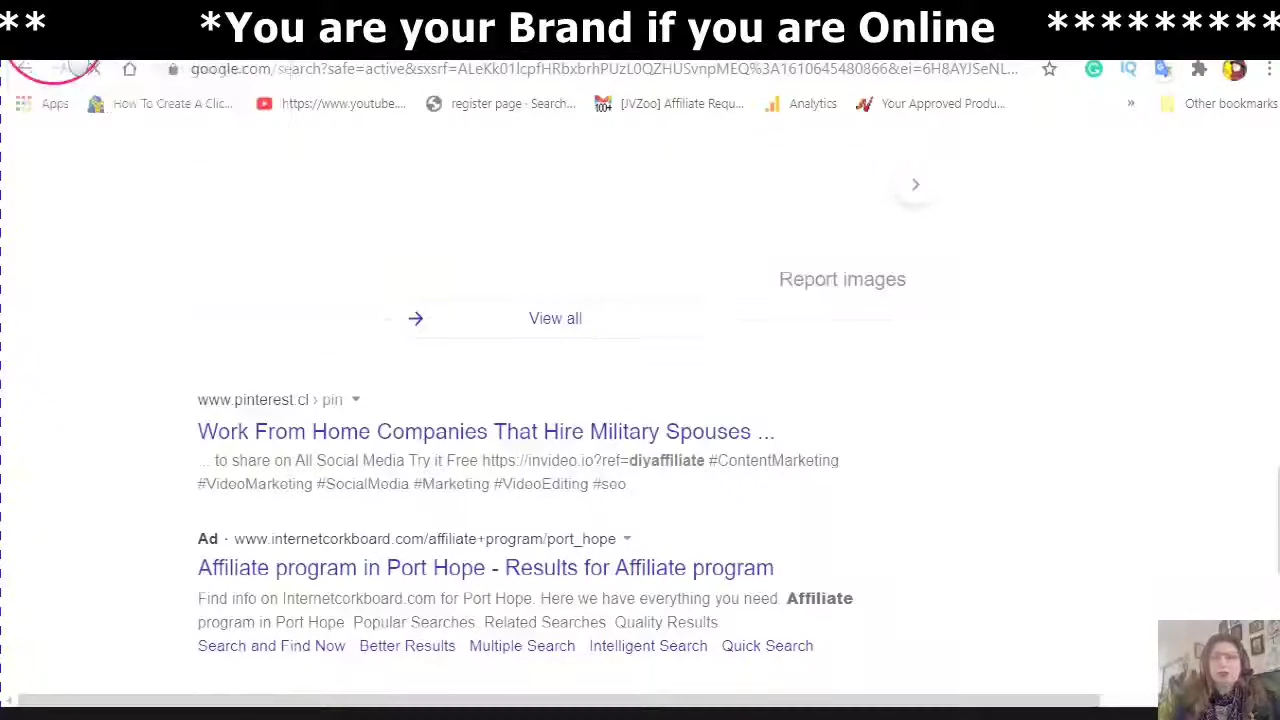 ** *You are your Brand if you are Online *********
google.com/search?safe=active&sxsrf=ALeKk01lcpfHRbxbrhPUzL0QZHUSvnpMEQ%3A1610645480866&ei=6H8AYJSeNL...
Apps How To Create A Clic... https://www.youtube.... register page - Search... [JVZoo] Affiliate Requ... Analytics Your Approved Produ... » Other bookmarks
Report images
View all
www.pinterest.cl › pin
Work From Home Companies That Hire Military Spouses ...
... to share on All Social Media Try it Free https://invideo.io?ref=diyaffiliate #ContentMarketing
#VideoMarketing #SocialMedia #Marketing #VideoEditing #seo
Ad · www.internetcorkboard.com/affiliate+program/port_hope
Affiliate program in Port Hope - Results for Affiliate program
Find info on Internetcorkboard.com for Port Hope. Here we have everything you need. Affiliate
program in Port Hope. Popular Searches. Related Searches. Quality Results
Search and Find Now Better Results Multiple Search Intelligent Search Quick Search